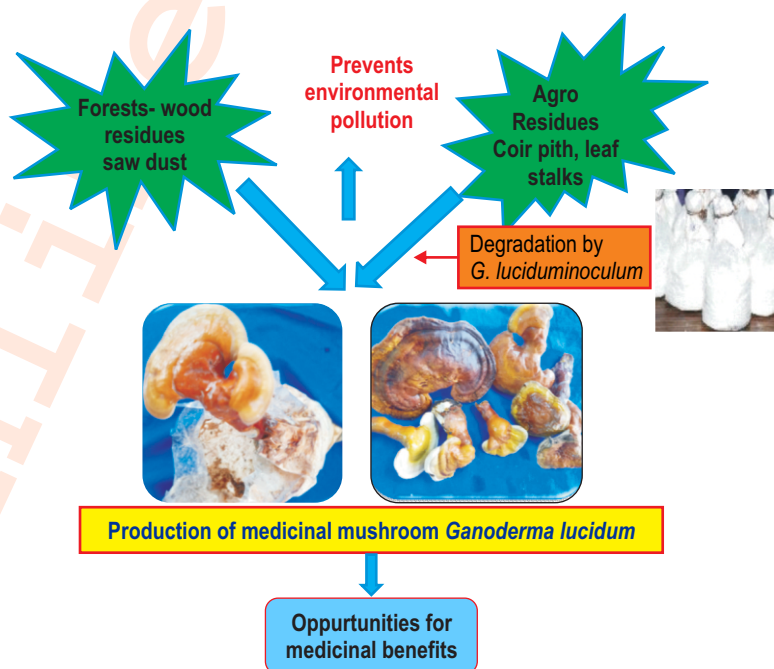 Forests- wood
residues
saw dust
Prevents
environmental
pollution
Agro
Residues
Coir pith, leaf
stalks
Degradation by
G. luciduminoculum
Production of medicinal mushroom Ganoderma lucidum
Oppurtunities for
medicinal benefits